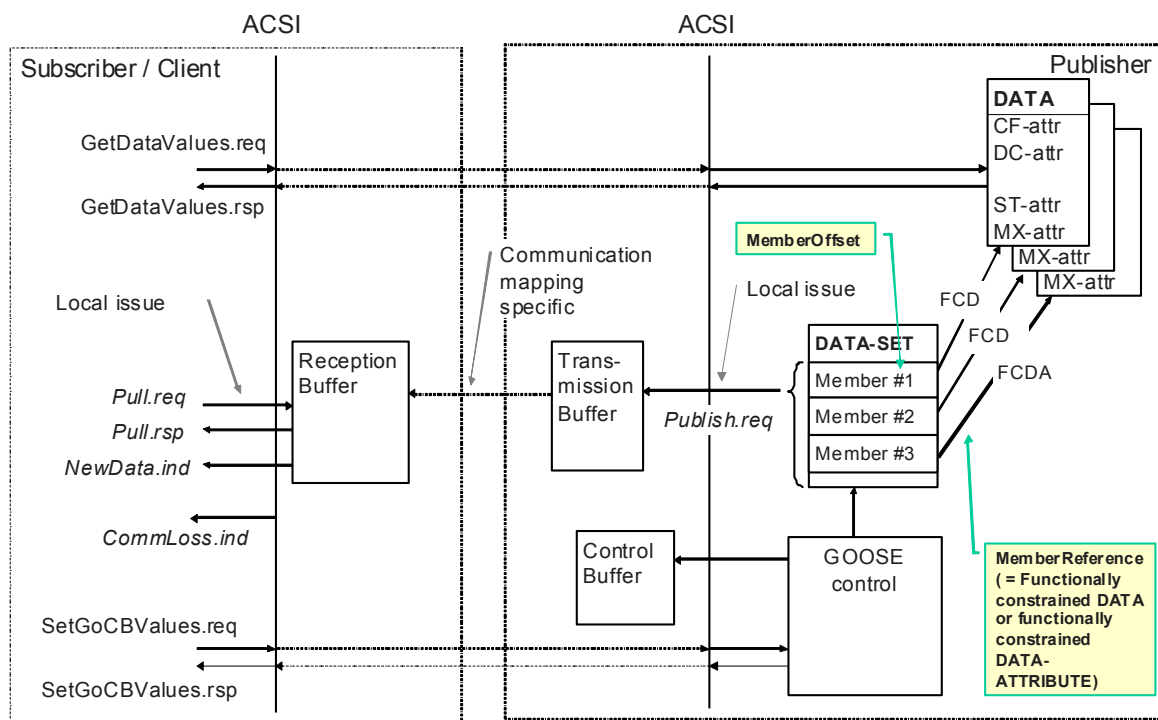 ACSI
ACSI
Subscriber / Client
Publisher
DATA
CF-attr
DC-attr
ST-attr
MX-attr
MX-attr
MX-attr
GetDataValues.req
GetDataValues.rsp
MemberOffset
Communication
mapping
specific
Local issue
Local issue
FCD
FCD
FCDA
DATA-SET
Member #1
Member #2
Member #3
Reception
Buffer
Trans-
mission
Buffer
Publish.req
Pull.req
Pull.rsp
NewData.ind
CommLoss.ind
Control
Buffer
GOOSE
control
MemberReference
( = Functionally
constrained DATA
or functionally
constrained
DATA-
ATTRIBUTE)
SetGoCBValues.req
SetGoCBValues.rsp